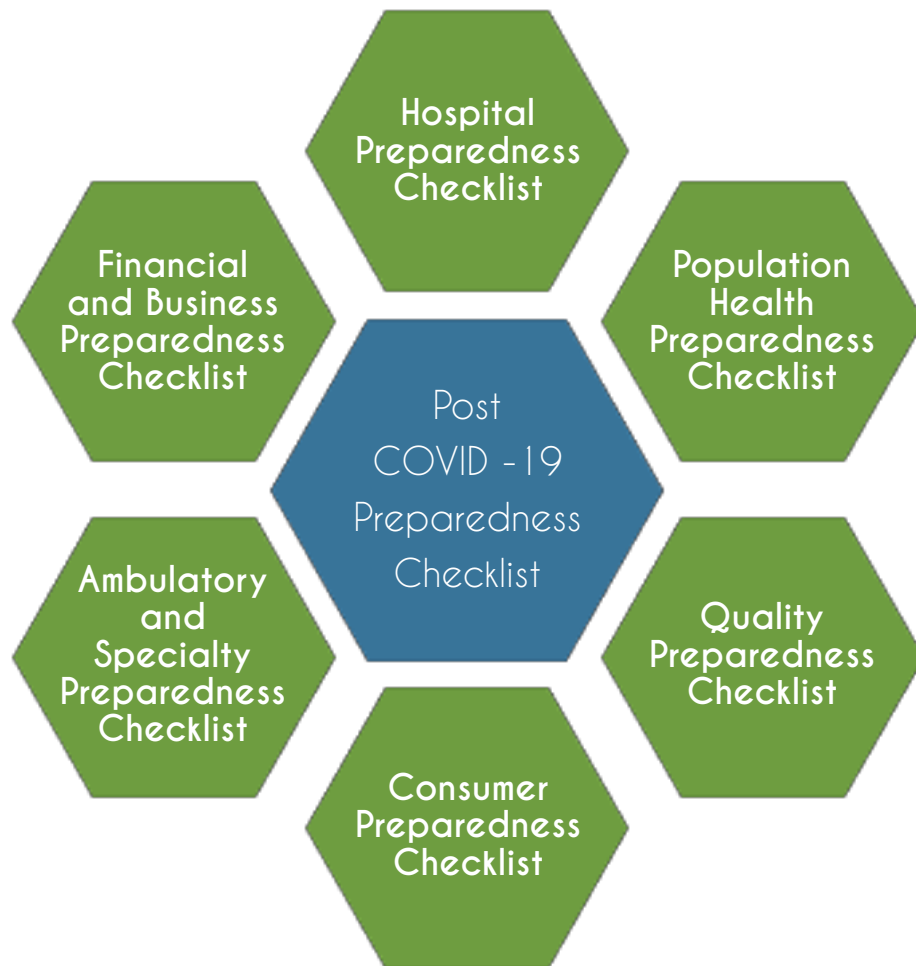 Hospital
Preparedness
Checklist
Financial
and Business
Preparedness
Checklist
Population
Health
Preparedness
Checklist
Post
COVID -19
Preparedness
Checklist
Ambulatory
and
Specialty
Preparedness
Checklist
Quality
Preparedness
Checklist
Consumer
Preparedness
Checklist